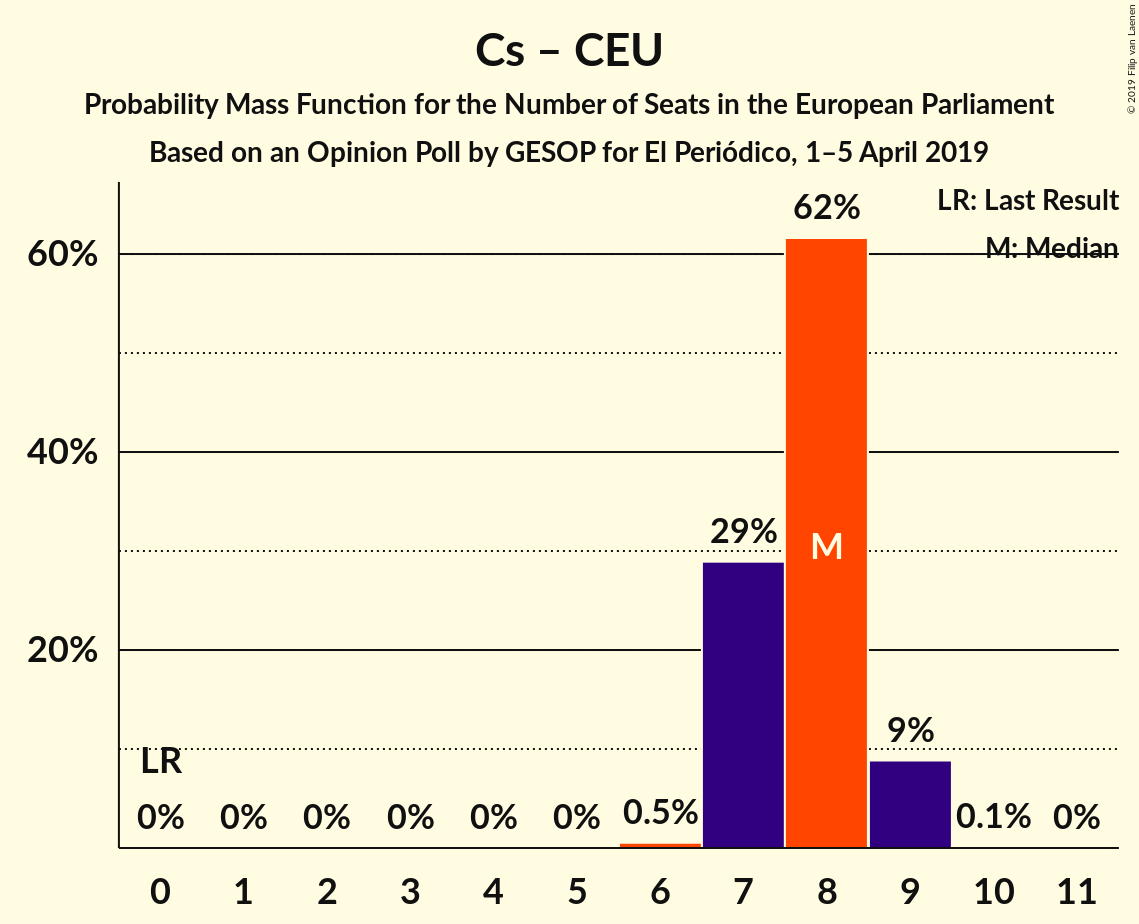 Cs – CEU
Probability Mass Function for the Number of Seats in the European Parliament
Based on an Opinion Poll by GESOP for El Periódico, 1–5 April 2019
© 2019 Filip van Laenen
LR: Last Result
M: Median
60%
40%
20%
62%
29%
M
9%
LR
0% 0% 0% 0% 0% 0% 0.5% 0.1% 0%
0 1 2 3 4 5 6 7 8 9 10 11